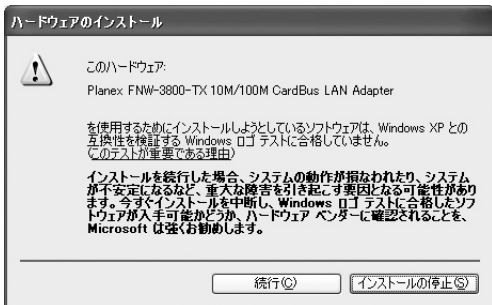 ハードウェアのインストール
このハードウェア:
Planex FNW-3800-TX 10M/100M CardBus LAN Adapter
を使用するためにインストールしようとしているソフトウェアは、Windows XP との
互換性を検証する Windows ロゴ テストに合格していません。
(このテストが重要である理由)
インストールを続行した場合、システムの動作が損なわれたり、システム
が不安定になるなど、重大な障害を引き起こす要因となる可能性があり
ます。今すぐインストールを中断し、Windows ロゴ テストに合格したソフ
トウェアが入手可能かどうか、ハードウェア ベンダーに確認されることを、
Microsoft は強くお勧めします。
続行(C)
インストールの停止(S)